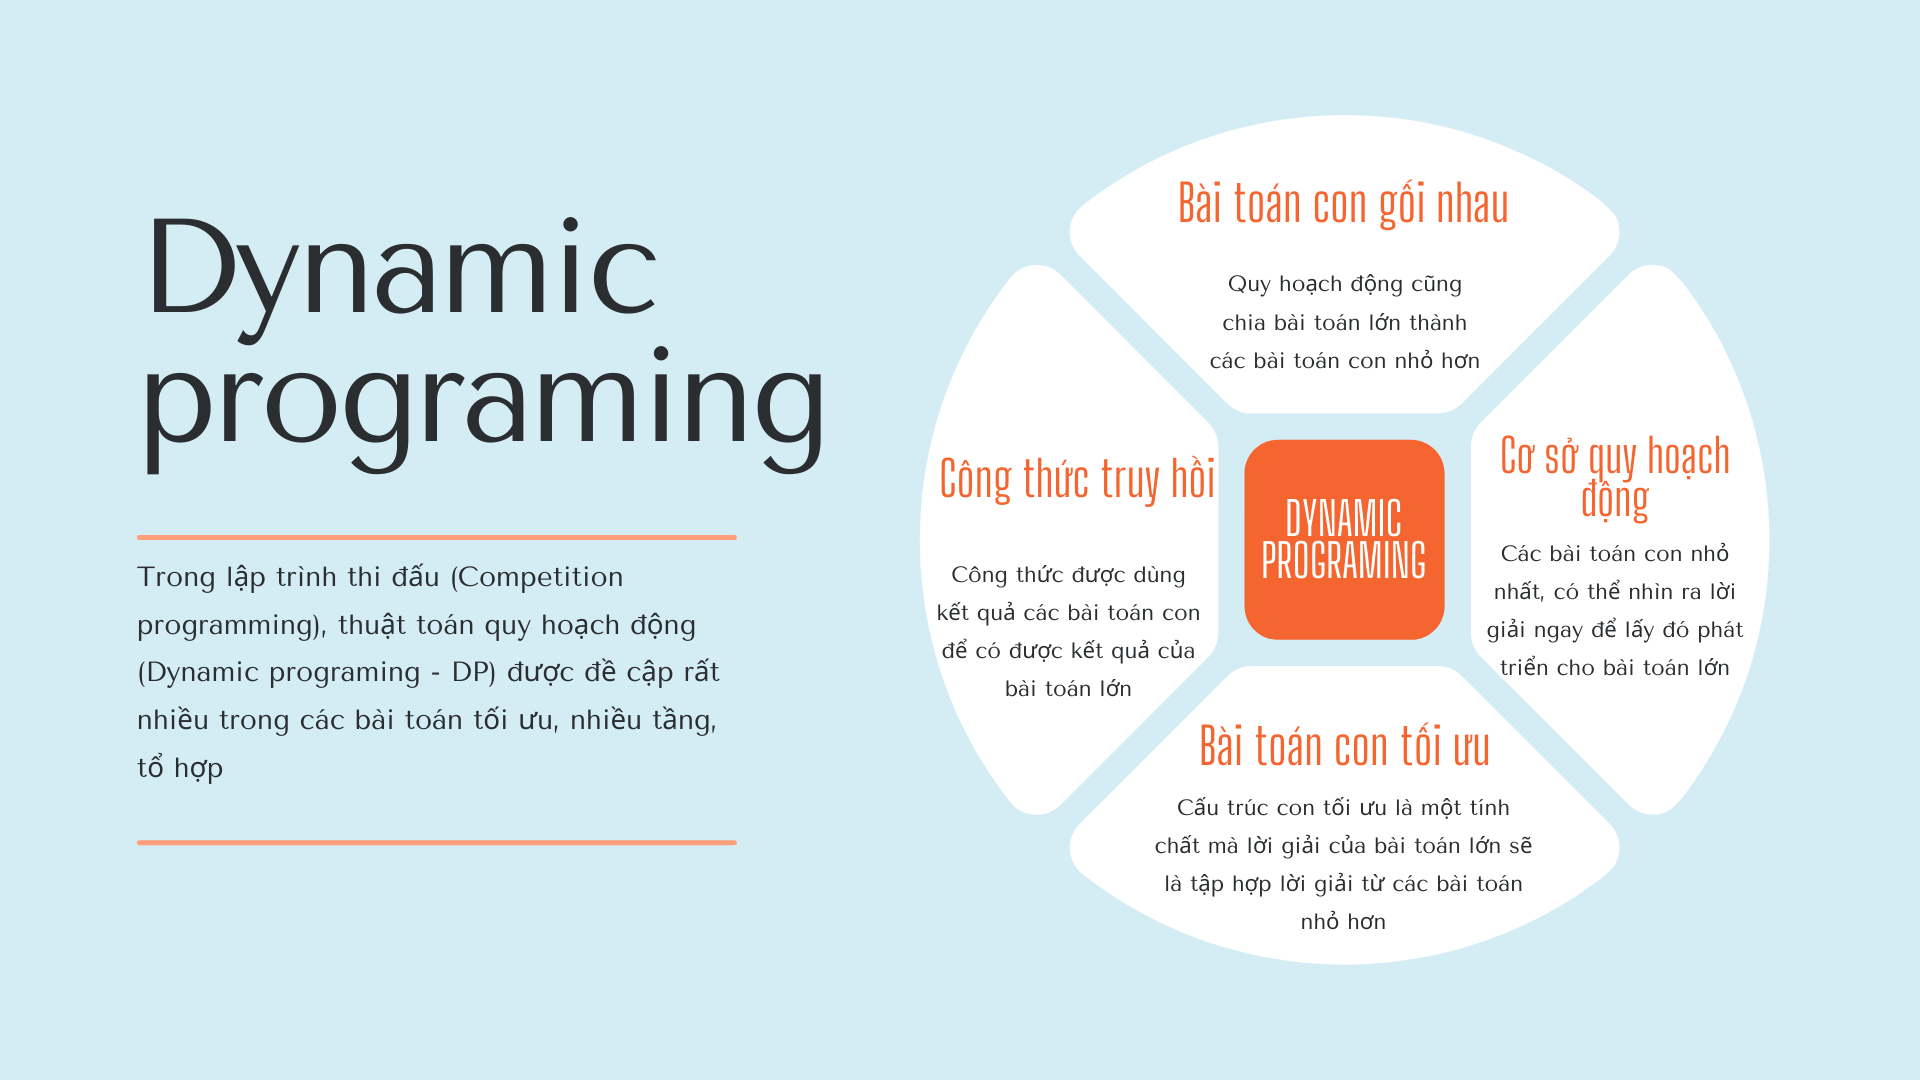 Dynamic
programing
Trong lập trình thi đấu (Competition
programming), thuật toán quy hoạch động
(Dynamic programing - DP) được đề cập rất
nhiều trong các bài toán tối ưu, nhiều tầng,
tổ hợp
Bài toán con gối nhau
Quy hoạch động cũng
chia bài toán lớn thành
các bài toán con nhỏ hơn
Công thức truy hồi
Công thức được dùng
kết quả các bài toán con
để có được kết quả của
bài toán lớn
DYNAMIC
PROGRAMING
Cơ sở quy hoạch
động
Các bài toán con nhỏ
nhất, có thể nhìn ra lời
giải ngay để lấy đó phát
triển cho bài toán lớn
Bài toán con tối ưu
Cấu trúc con tối ưu là một tính
chất mà lời giải của bài toán lớn sẽ
là tập hợp lời giải từ các bài toán
nhỏ hơn